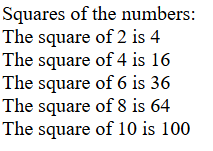 Squares of the numbers:
The square of 2 is 4
The square of 4 is 16
The square of 6 is 36
The square of 8 is 64
The square of 10 is 100